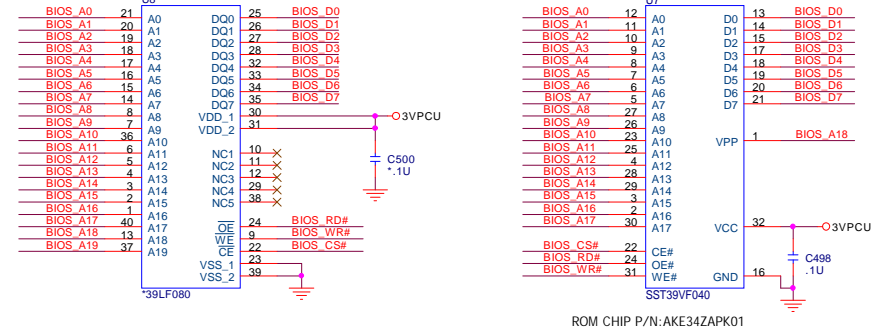 BIOS_A0 21 A0 DQ0 25 BIOS_D0
BIOS_A1 20 A1 DQ1 26 BIOS_D1
BIOS_A2 19 A2 DQ2 27 BIOS_D2
BIOS_A3 18 A3 DQ3 28 BIOS_D3
BIOS_A4 17 A4 DQ4 32 BIOS_D4
BIOS_A5 16 A5 DQ5 33 BIOS_D5
BIOS_A6 15 A6 DQ6 34 BIOS_D6
BIOS_A7 14 A7 DQ7 35 BIOS_D7
BIOS_A8 8 A8 VDD_1 30 3VPCU
BIOS_A9 7 A9 VDD_2 31
BIOS_A10 36 A10
BIOS_A11 6 A11 NC1 10
BIOS_A12 5 A12 NC2 11
BIOS_A13 4 A13 NC3 12
BIOS_A14 3 A14 NC4 29
BIOS_A15 2 A15 NC5 38
BIOS_A16 1 A16
BIOS_A17 40 A17 OE 24 BIOS_RD#
BIOS_A18 13 A18 WE 9 BIOS_WR#
BIOS_A19 37 A19 CE 22 BIOS_CS#
VSS_1 23
VSS_2 39
C500
*.1U
*39LF080
BIOS_A0 12 A0 D0 13 BIOS_D0
BIOS_A1 11 A1 D1 14 BIOS_D1
BIOS_A2 10 A2 D2 15 BIOS_D2
BIOS_A3 9 A3 D3 17 BIOS_D3
BIOS_A4 8 A4 D4 18 BIOS_D4
BIOS_A5 7 A5 D5 19 BIOS_D5
BIOS_A6 6 A6 D6 20 BIOS_D6
BIOS_A7 5 A7 D7 21 BIOS_D7
BIOS_A8 27 A8
BIOS_A9 26 A9
BIOS_A10 23 A10 VPP 1 BIOS_A18
BIOS_A11 25 A11
BIOS_A12 4 A12
BIOS_A13 28 A13
BIOS_A14 29 A14
BIOS_A15 3 A15
BIOS_A16 2 A16
BIOS_A17 30 A17 VCC 32 3VPCU
BIOS_CS# 22 CE#
BIOS_RD# 24 OE#
BIOS_WR# 31 WE# GND 16
C498
.1U
SST39VF040
ROM CHIP P/N:AKE34ZAPK01